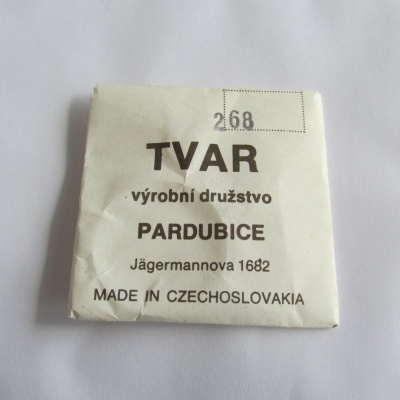 268
TVAR
výrobní družstvo
PARDUBICE
Jägermannova 1682
MADE IN CZECHOSLOVAKIA